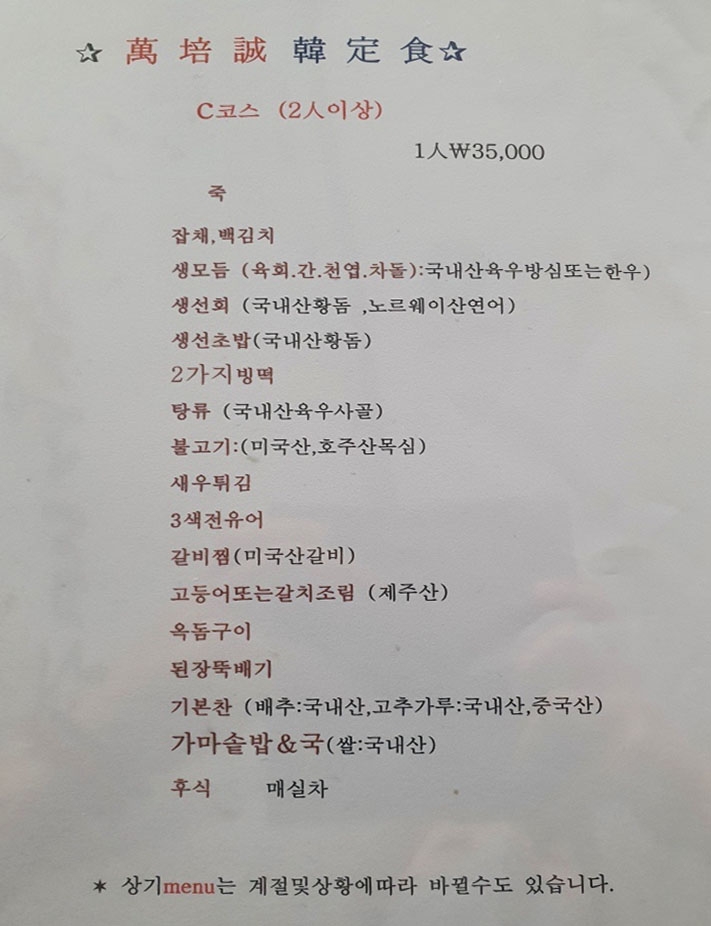 ☆ 萬 培 誠 韓 定 食☆
C코스 (2人이상)
1人₩35,000
죽
잡채,백김치
생모듬 (육회.간.천엽.차돌):국내산육우방심또는한우)
생선회 (국내산황돔 ,노르웨이산연어)
생선초밥(국내산황돔)
2가지빙떡
탕류 (국내산육우사골)
불고기:(미국산,호주산목심)
새우튀김
3색전유어
갈비찜(미국산갈비)
고등어또는갈치조림 (제주산)
옥돔구이
된장뚝배기
기본찬 (배추:국내산,고추가루:국내산,중국산)
가마솥밥&국(쌀:국내산)
후식 매실차
* 상기menu는 계절및상황에따라 바뀔수도 있습니다.